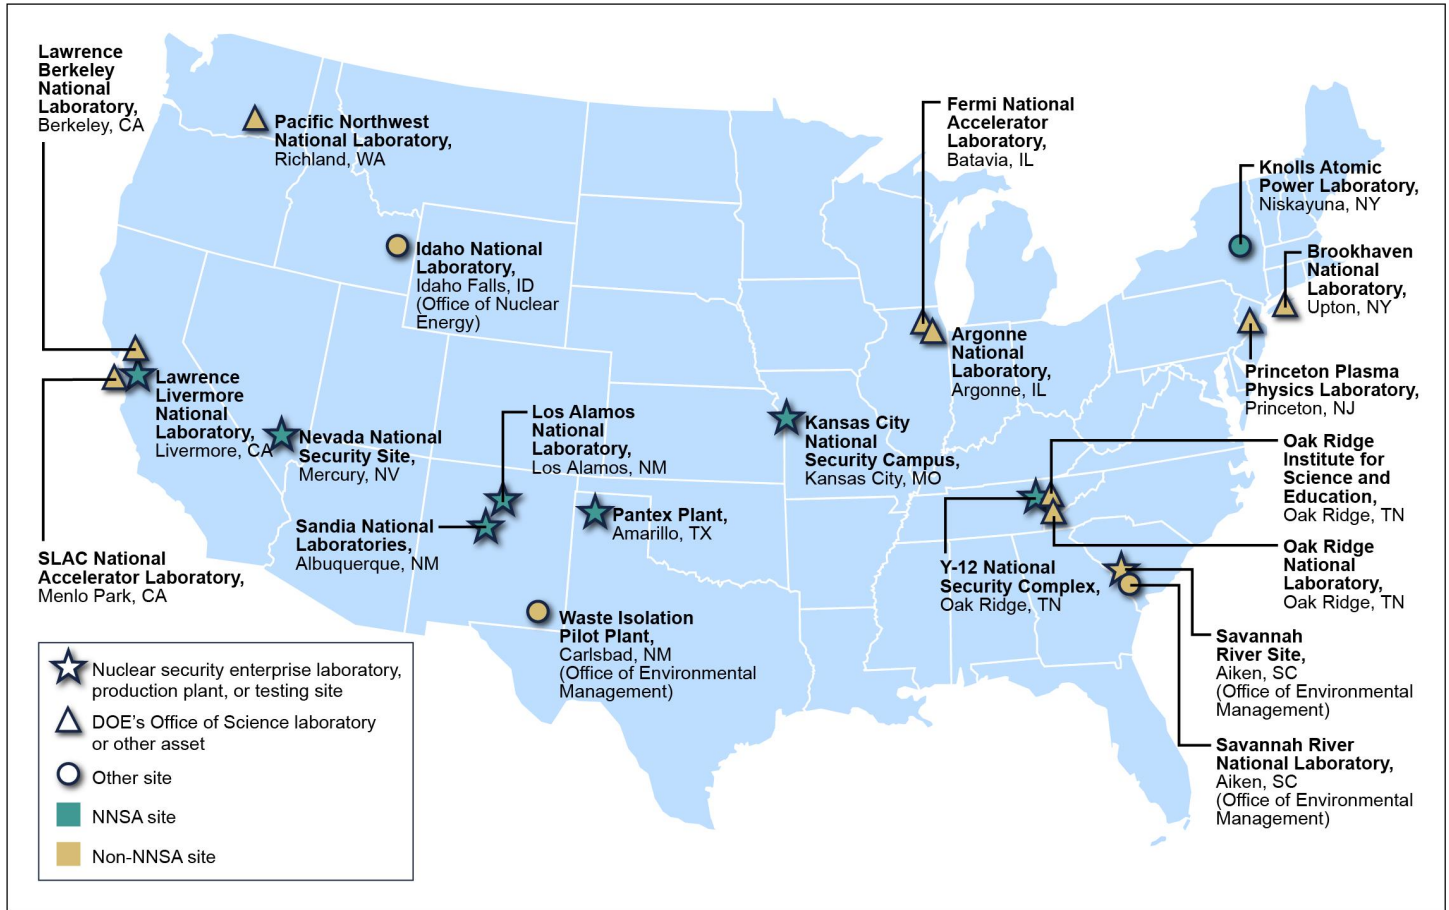 Lawrence
Berkeley
National
Laboratory,
Berkeley, CA
Pacific Northwest
National Laboratory,
Richland, WA
Idaho National
Laboratory,
Idaho Falls, ID
(Office of Nuclear
Energy)
Fermi National
Accelerator
Laboratory,
Batavia, IL
Knolls Atomic
Power Laboratory,
Niskayuna, NY
Brookhaven
National
Laboratory,
Upton, NY
Argonne
National
Laboratory,
Argonne, IL
Princeton Plasma
Physics Laboratory,
Princeton, NJ
Lawrence
Livermore
National
Laboratory,
Livermore, CA
Nevada National
Security Site,
Mercury, NV
Los Alamos
National
Laboratory,
Los Alamos, NM
Kansas City
National
Security Campus,
Kansas City, MO
Oak Ridge
Institute for
Science and
Education,
Oak Ridge, TN
Sandia National
Laboratories,
Albuquerque, NM
Pantex Plant,
Amarillo, TX
SLAC National
Accelerator Laboratory,
Menlo Park, CA
Y-12 National
Security Complex,
Oak Ridge, TN
Oak Ridge
National
Laboratory,
Oak Ridge, TN
Waste Isolation
Pilot Plant,
Carlsbad, NM
(Office of Environmental
Management)
Savannah
River Site,
Aiken, SC
(Office of Environmental
Management)
Savannah River
National Laboratory,
Aiken, SC
(Office of Environmental
Management)
Nuclear security enterprise laboratory,
production plant, or testing site
DOE’s Office of Science laboratory
or other asset
Other site
NNSA site
Non-NNSA site